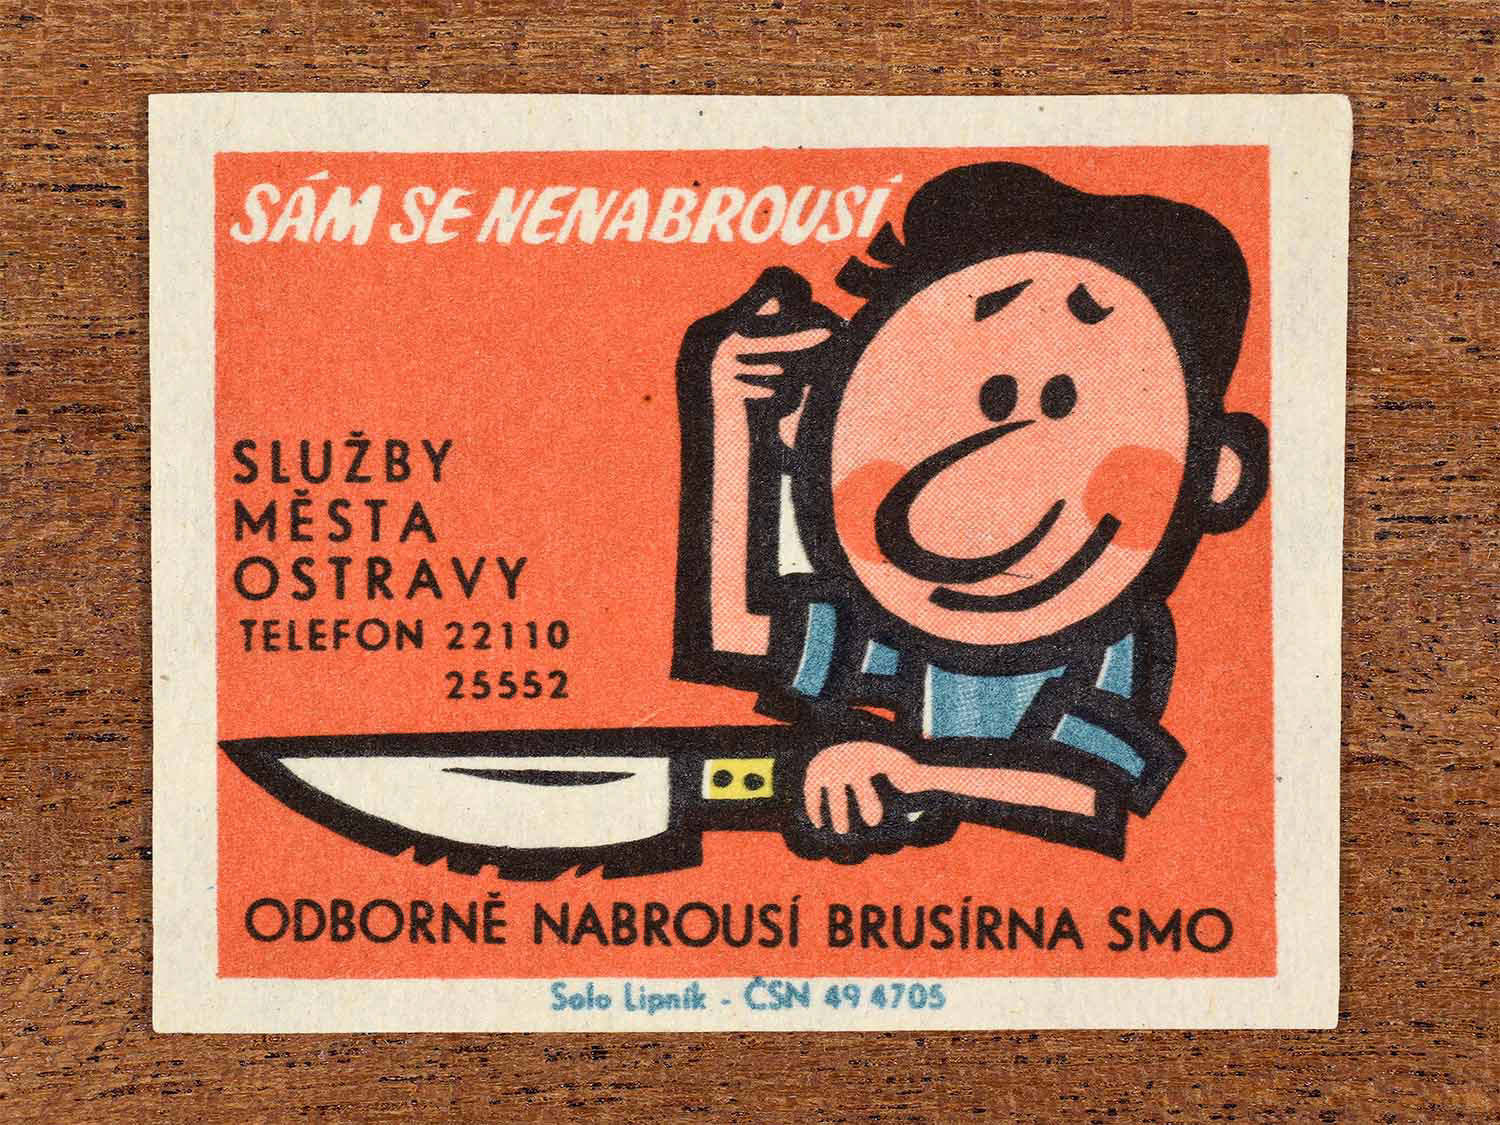 SÁM SE NENABROUSÍ
SLUŽBY
MĚSTA
OSTRAVY
TELEFON 22110
25552
ODBORNĚ NABROUSÍ BRUSÍRNA SMO
Solo Lipník - ČSN 49 4705